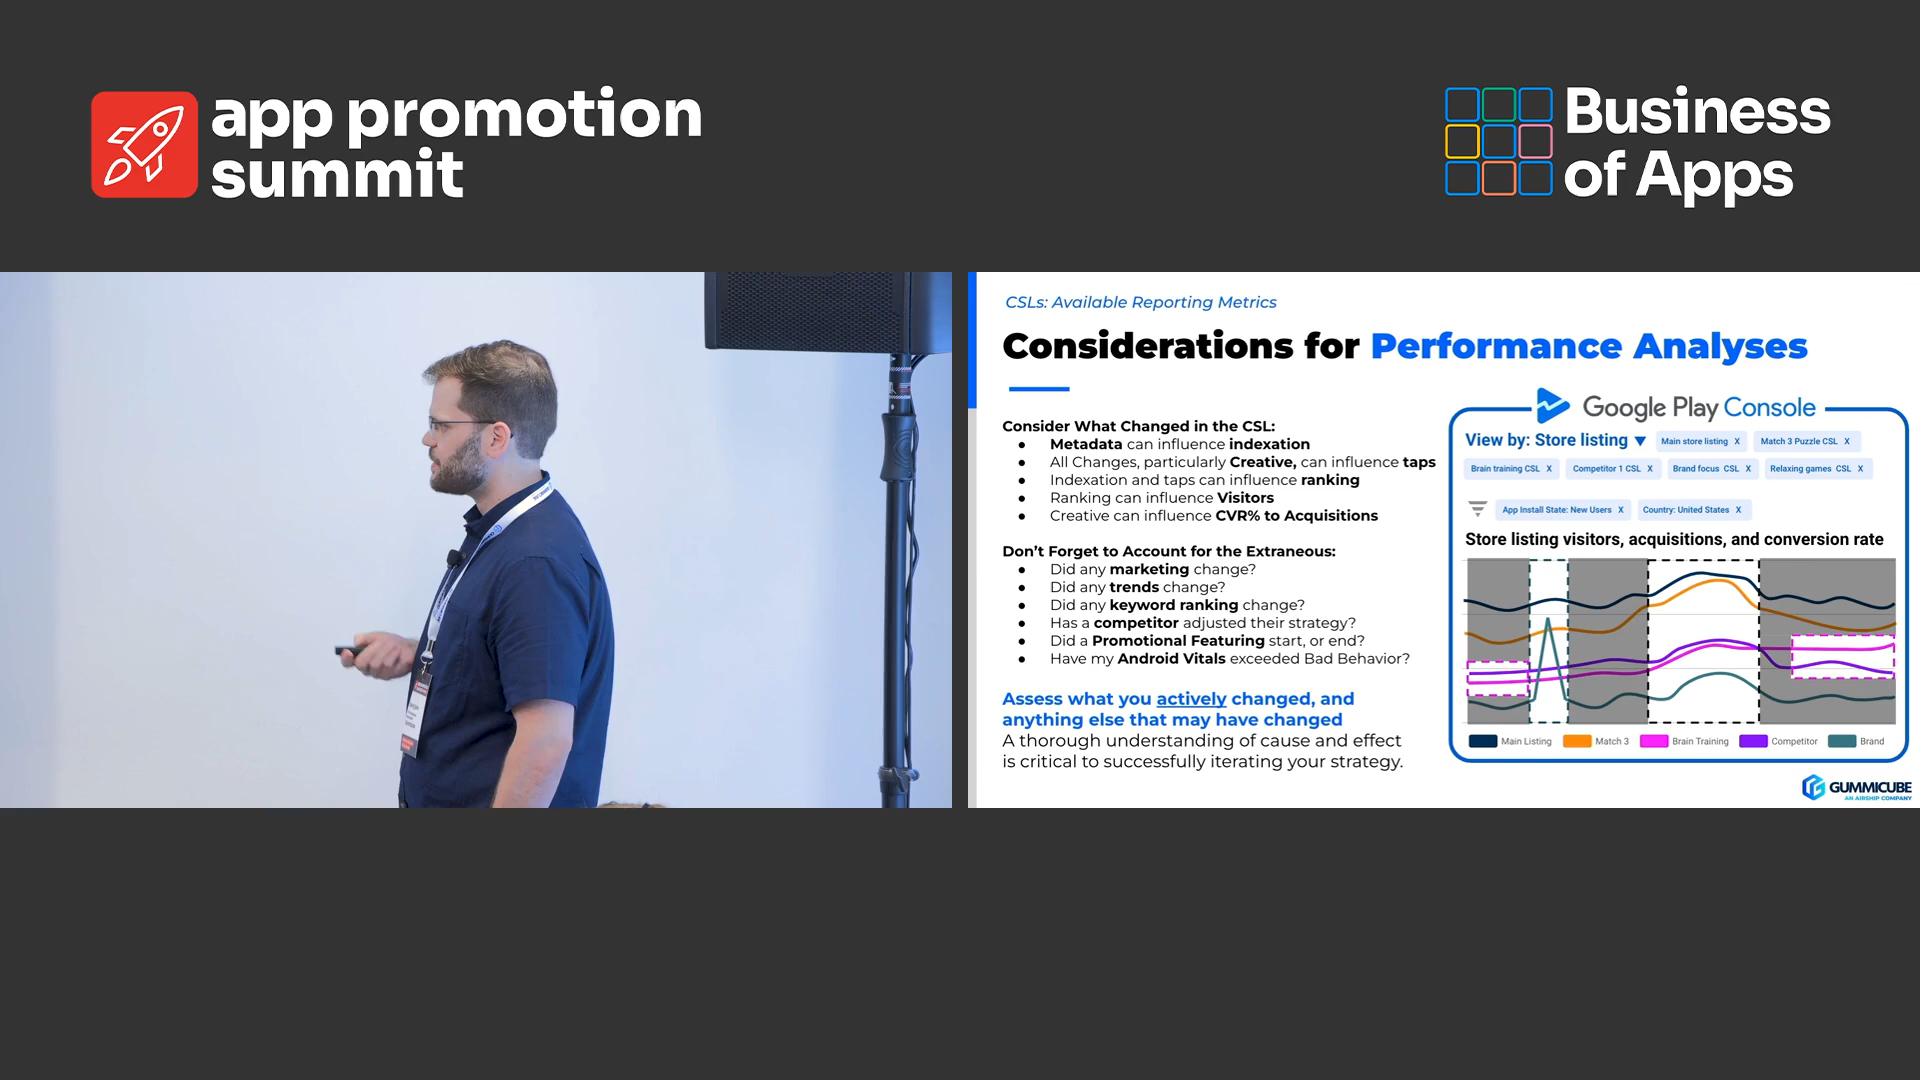 app promotion
summit
Business
of Apps
CSLs: Available Reporting Metrics
Considerations for Performance Analyses
Consider What Changed in the CSL:
● Metadata can influence indexation
● All Changes, particularly Creative, can influence taps
● Indexation and taps can influence ranking
● Ranking can influence Visitors
● Creative can influence CVR% to Acquisitions
Don't Forget to Account for the Extraneous:
● Did any marketing change?
● Did any trends change?
● Did any keyword ranking change?
● Has a competitor adjusted their strategy?
● Did a Promotional Featuring start, or end?
● Have my Android Vitals exceeded Bad Behavior?
Assess what you actively changed, and
anything else that may have changed
A thorough understanding of cause and effect
is critical to successfully iterating your strategy.
Google Play Console
View by: Store listing ▼ Main store listing X Match 3 Puzzle CSL X
Brain training CSL X Competitor 1 CSL X Brand focus CSL X Relaxing games CSL X
App Install State: New Users X Country: United States X
Store listing visitors, acquisitions, and conversion rate
Main Listing Match 3 Brain Training Competitor Brand
GUMMICUBE
AN AIRSHIP COMPANY